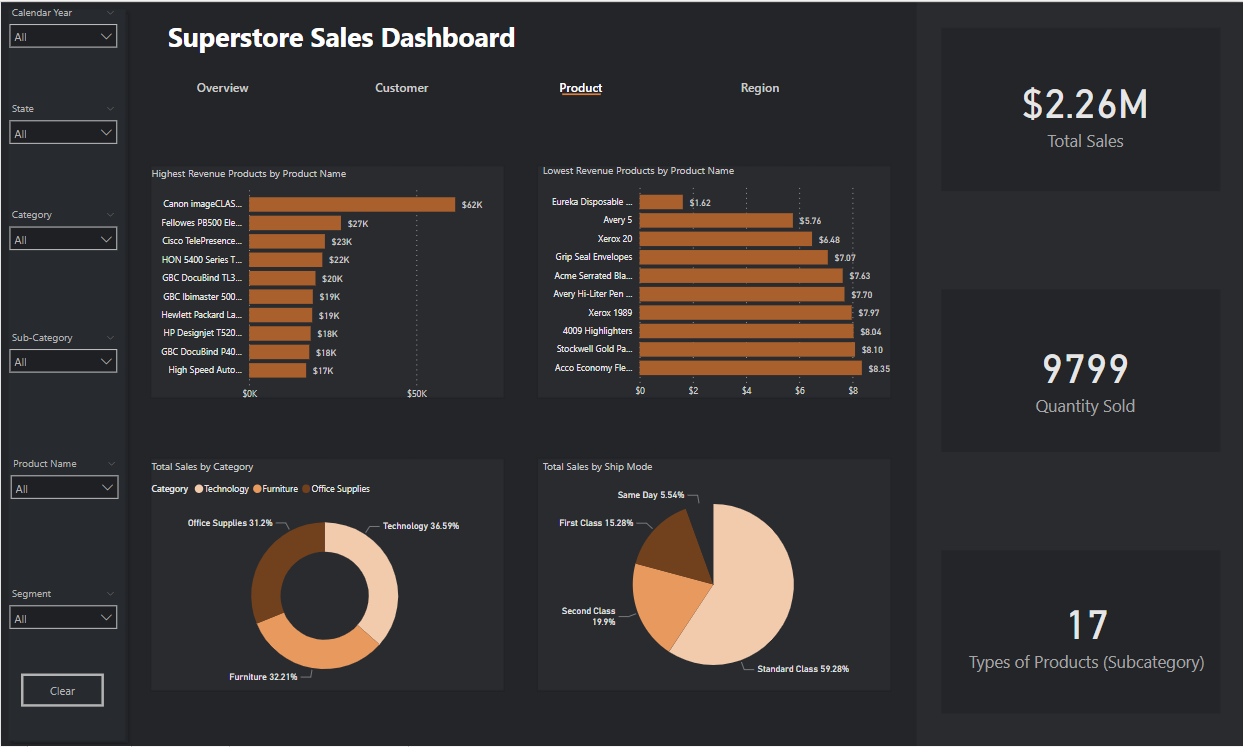 Calendar Year
All
State
All
Category
All
Sub-Category
All
Product Name
All
Segment
All
Clear
Superstore Sales Dashboard
Overview
Customer
Product
Region
Highest Revenue Products by Product Name
Canon imageCLAS... $62K
Fellowes PB500 Ele... $27K
Cisco TelePresence... $23K
HON 5400 Series T... $22K
GBC DocuBind TL3... $20K
GBC Ibimaster 500... $19K
Hewlett Packard La... $19K
HP Designjet T520... $18K
GBC DocuBind P40... $18K
High Speed Auto... $17K
$0K $50K
Lowest Revenue Products by Product Name
Eureka Disposable ... $1.62
Avery 5 $5.76
Xerox 20 $6.48
Grip Seal Envelopes $7.07
Acme Serrated Bla... $7.63
Avery Hi-Liter Pen ... $7.70
Xerox 1989 $7.97
4009 Highlighters $8.04
Stockwell Gold Pa... $8.10
Acco Economy Fle... $8.35
$0 $2 $4 $6 $8
Total Sales by Category
Category Technology Furniture Office Supplies
Office Supplies 31.2%
Technology 36.59%
Furniture 32.21%
Total Sales by Ship Mode
Same Day 5.54%
First Class 15.28%
Second Class
19.9%
Standard Class 59.28%
$2.26M
Total Sales
9799
Quantity Sold
17
Types of Products (Subcategory)